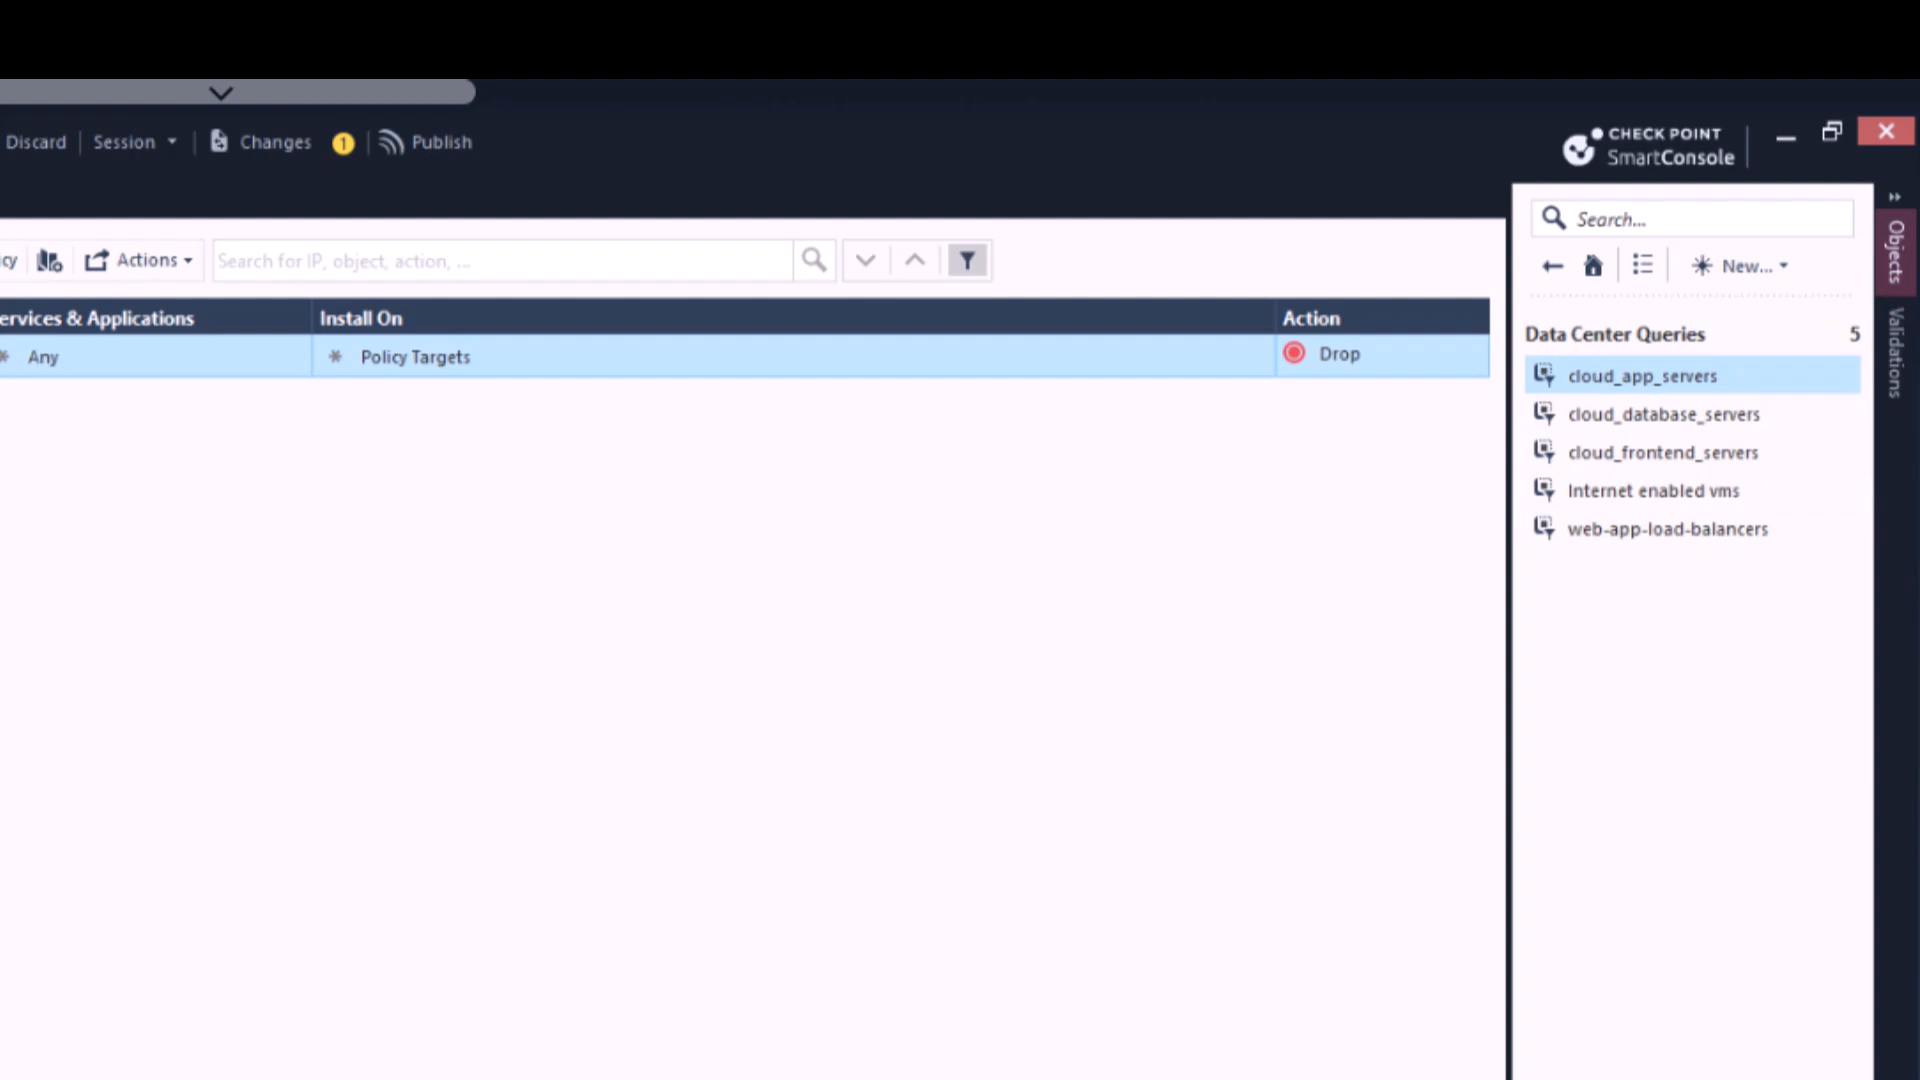 Discard Session Changes 1 Publish
CHECK POINT
SmartConsole
Search...
Objects
cy Actions Search for IP, object, action, ...
New...
ervices & Applications Install On Action
Any Policy Targets Drop
Validations
Data Center Queries 5
cloud_app_servers
cloud_database_servers
cloud_frontend_servers
Internet enabled vms
web-app-load-balancers